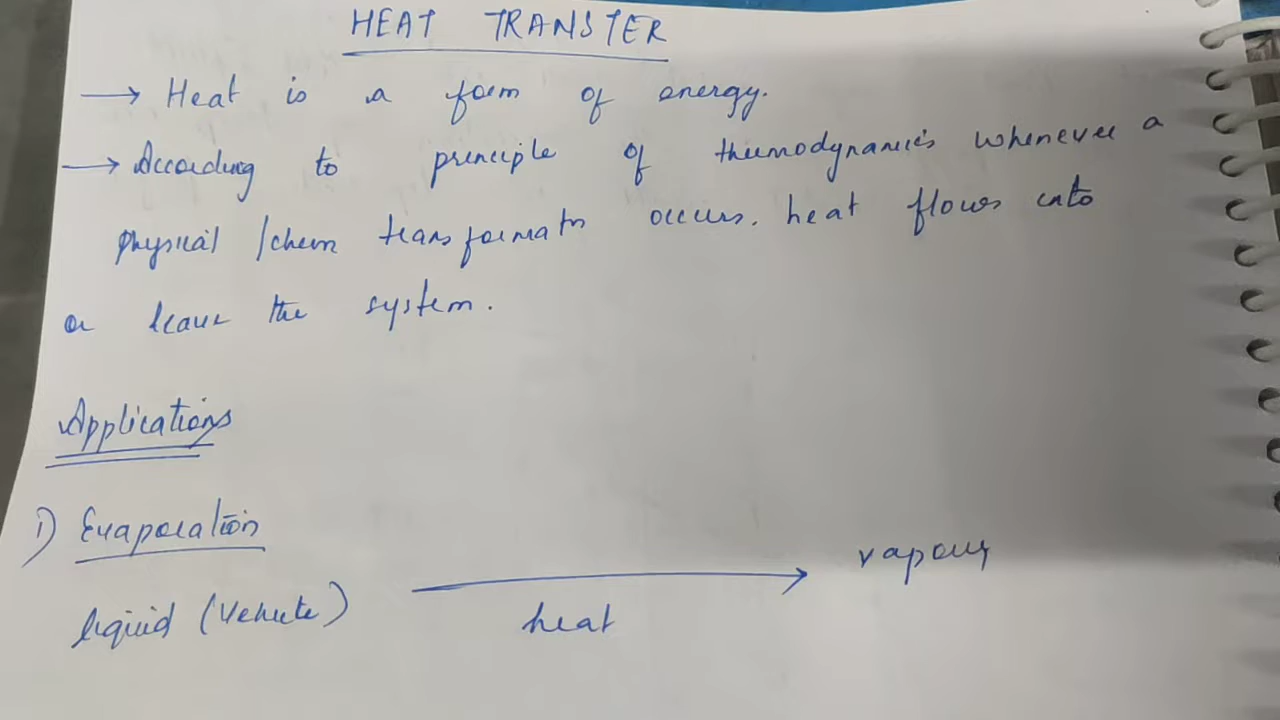 HEAT TRANSFER
→ Heat is a form of energy.
→ According to principle of thermodynamics whenever a
physical /chem transformatn occurs. heat flows into
or leave the system.
Applications
1) Evaporation
liquid (Vehicle) → vapour
heat